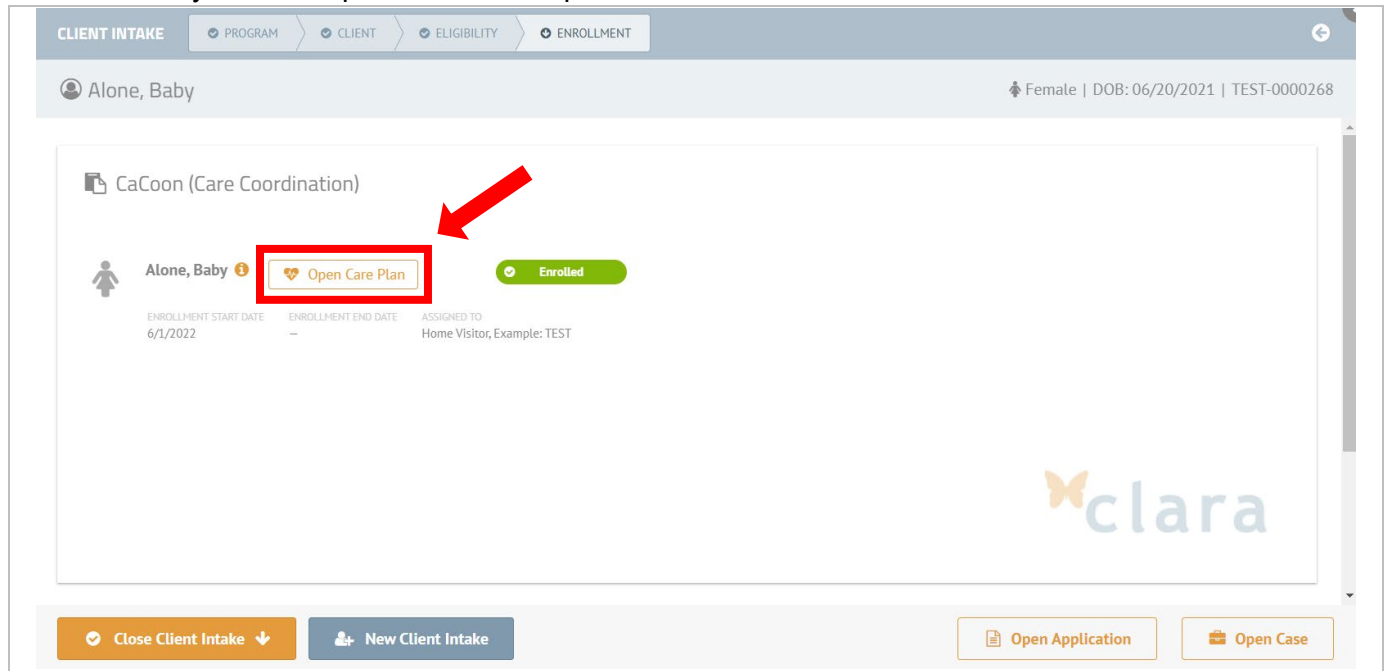 CLIENT INTAKE PROGRAM CLIENT ELIGIBILITY ENROLLMENT
Alone, Baby Female | DOB: 06/20/2021 | TEST-0000268
CaCoon (Care Coordination)
Alone, Baby Open Care Plan Enrolled
ENROLLMENT START DATE ENROLLMENT END DATE ASSIGNED TO
6/1/2022 — Home Visitor, Example: TEST
clara
Close Client Intake New Client Intake Open Application Open Case